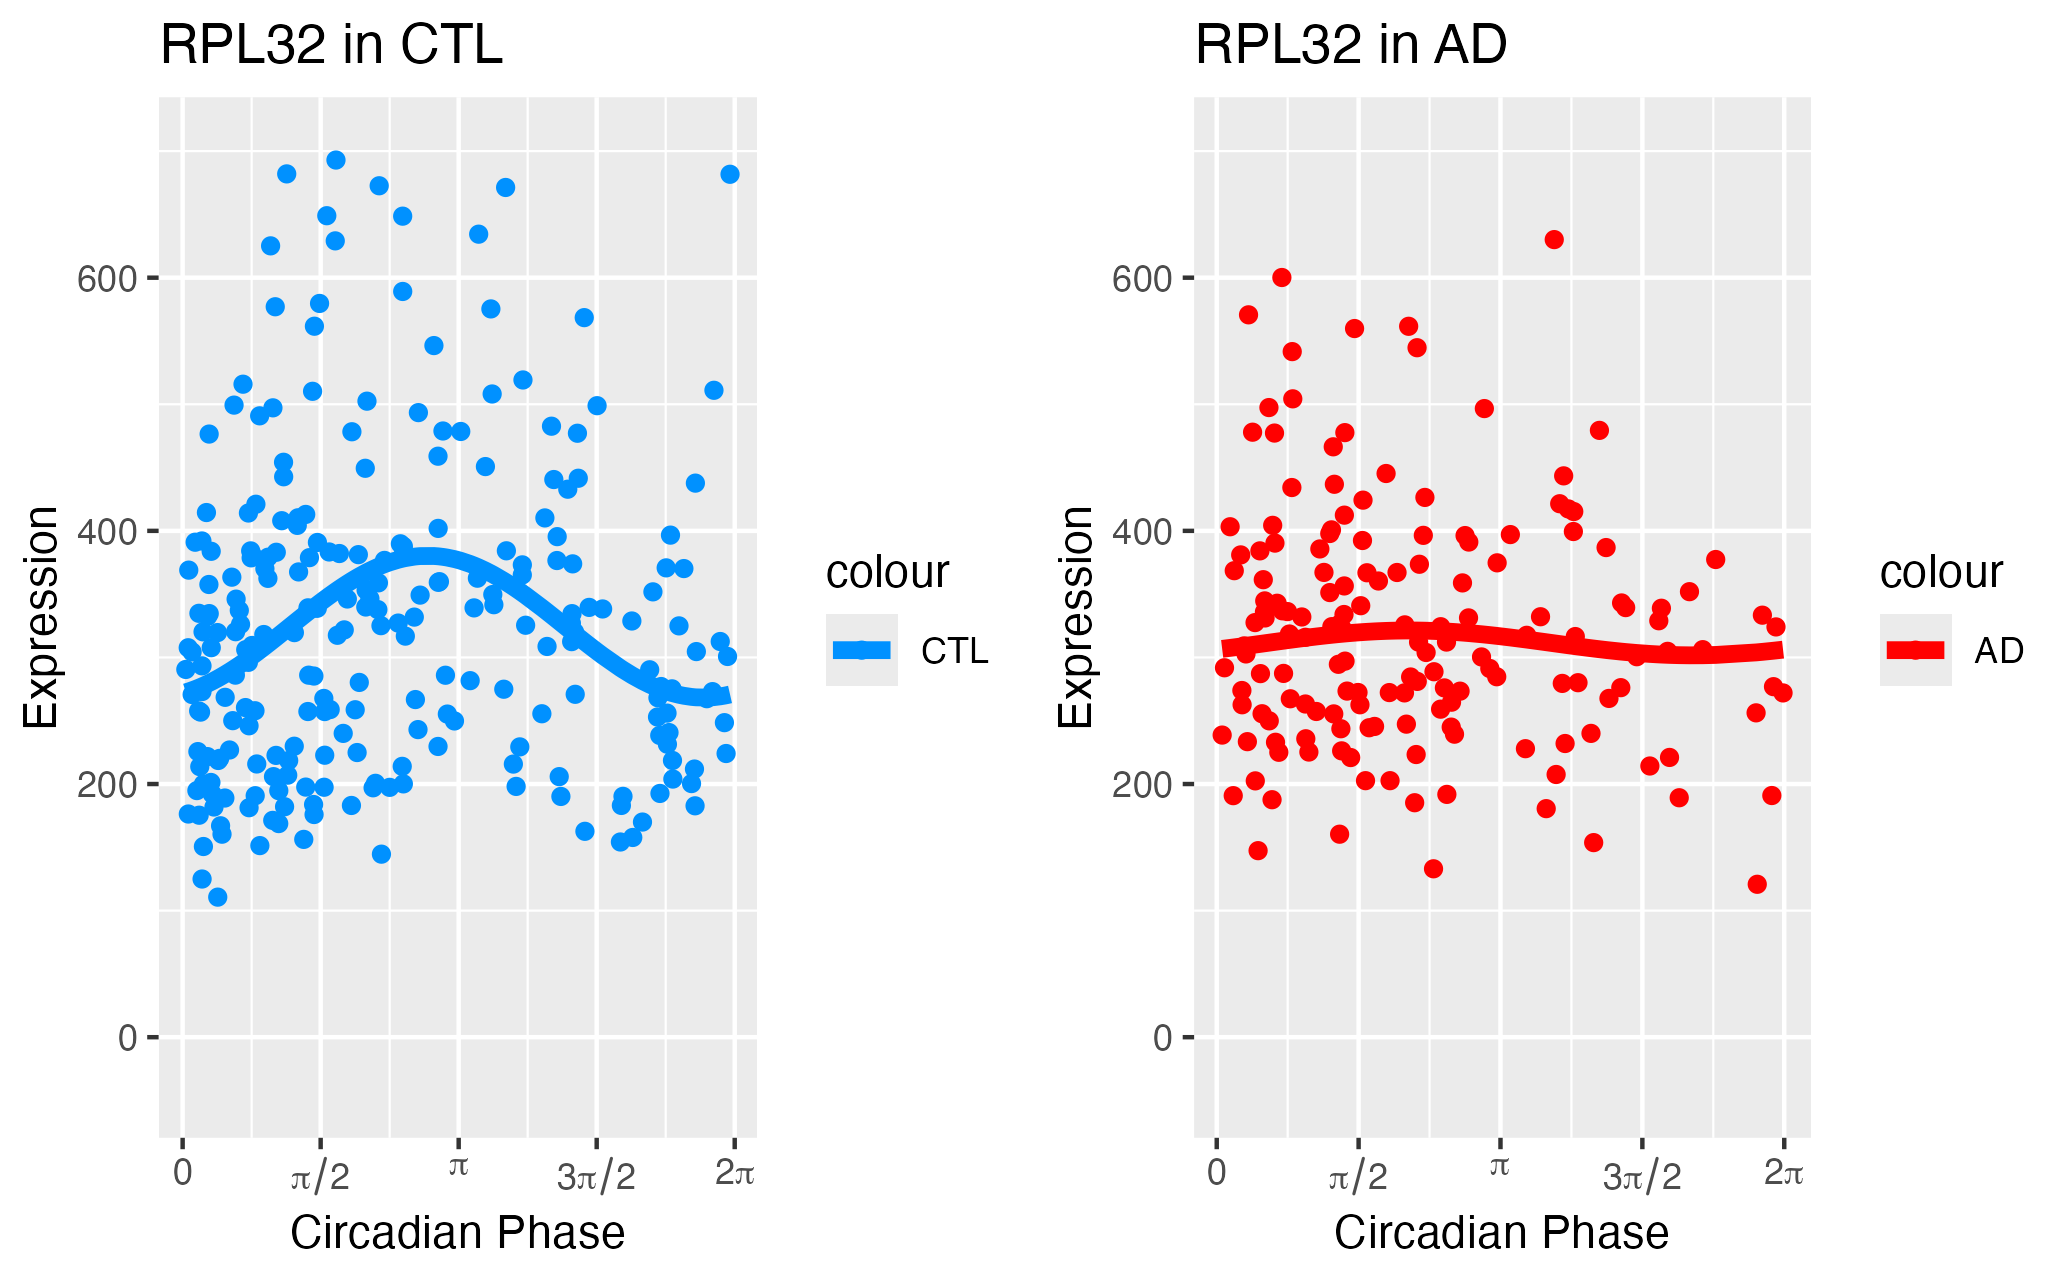 RPL32 in CTL
Expression
600
400
200
0
0 π/2 π 3π/2 2π
Circadian Phase
colour
CTL
RPL32 in AD
Expression
600
400
200
0
0 π/2 π 3π/2 2π
Circadian Phase
colour
AD